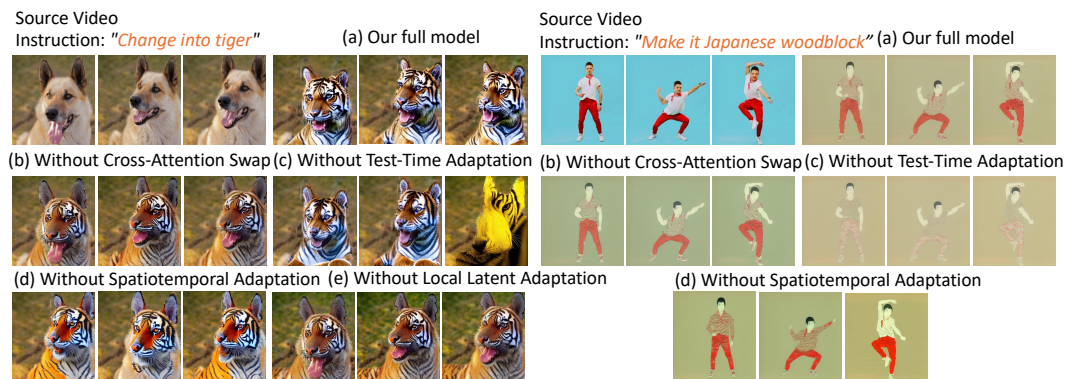 Source Video
Instruction: "Change into tiger"
(a) Our full model
(b) Without Cross-Attention Swap
(c) Without Test-Time Adaptation
(d) Without Spatiotemporal Adaptation
(e) Without Local Latent Adaptation
Source Video
Instruction: "Make it Japanese woodblock”
(a) Our full model
(b) Without Cross-Attention Swap
(c) Without Test-Time Adaptation
(d) Without Spatiotemporal Adaptation